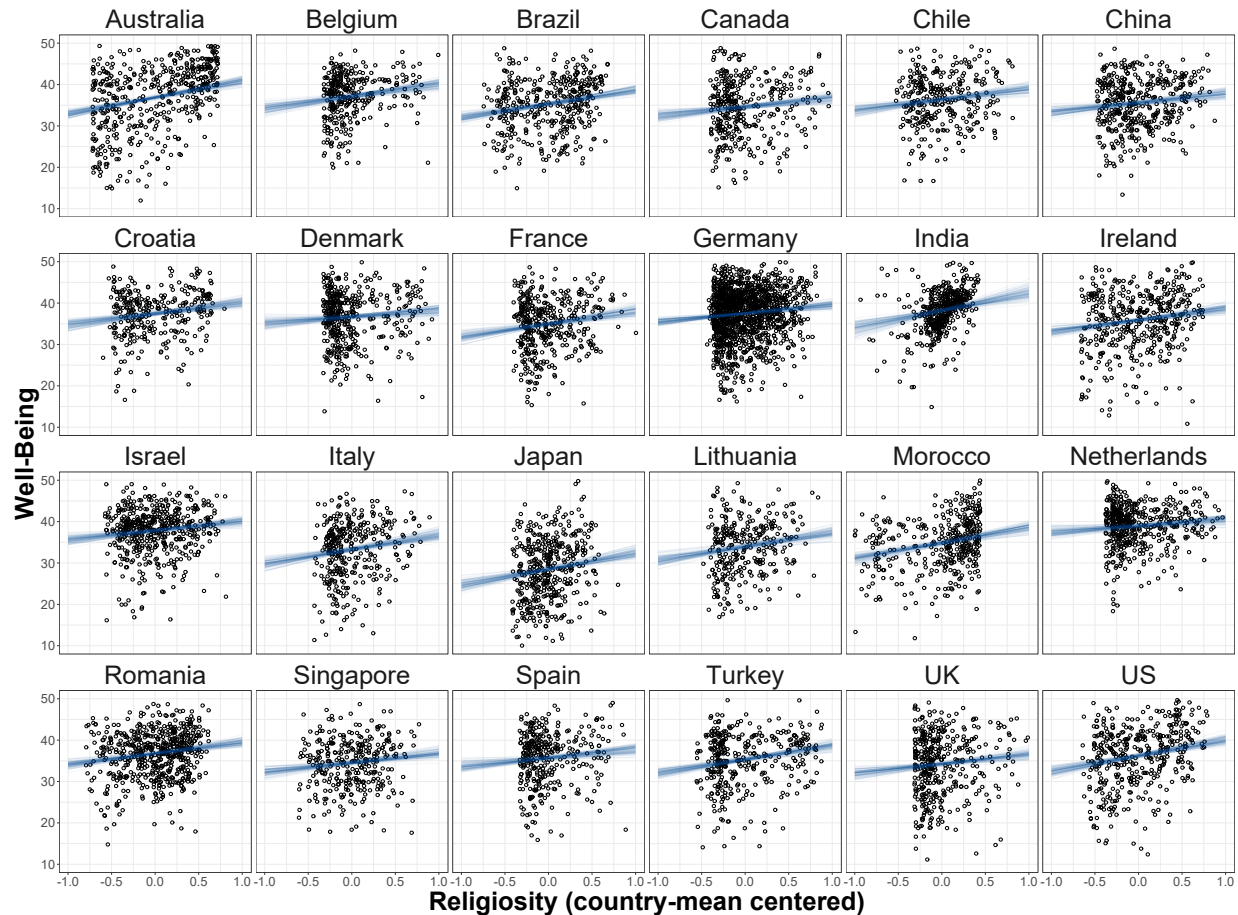 Australia Belgium Brazil Canada Chile China
50
40
30
20
10
Croatia Denmark France Germany India Ireland
50
40
30
20
10
Well-Being
Israel Italy Japan Lithuania Morocco Netherlands
50
40
30
20
10
Romania Singapore Spain Turkey UK US
50
40
30
20
10
-1.0 -0.5 0.0 0.5 1.0 -1.0 -0.5 0.0 0.5 1.0 -1.0 -0.5 0.0 0.5 1.0 -1.0 -0.5 0.0 0.5 1.0 -1.0 -0.5 0.0 0.5 1.0 -1.0 -0.5 0.0 0.5 1.0
Religiosity (country-mean centered)